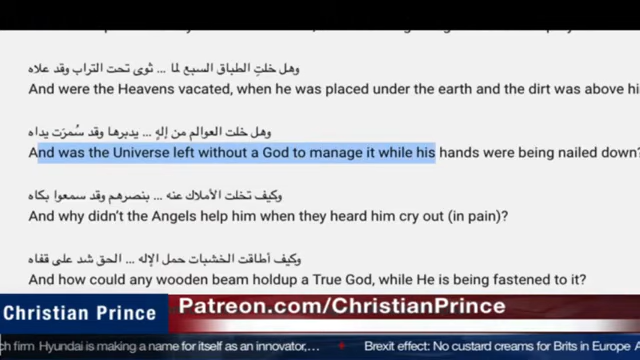 وهل خلت الطباق السبع لما ... ثوى تحت التراب وقد علاه
And were the Heavens vacated, when he was placed under the earth and the dirt was above hi
وهل خلت العوالم من إله ... يدبرها وقد سُمرَت يداه
And was the Universe left without a God to manage it while his hands were being nailed down?
وكيف تخلت الأملاك عنه ... بنصرهم وقد سمعوا بكاه
And why didn't the Angels help him when they heard him cry out (in pain)?
وكيف أطاقت الخشبات حمل الإله ... الحق شد على قفاه
And how could any wooden beam holdup a True God, while He is being fastened to it?
Christian Prince
Patreon.com/ChristianPrince
ch firm Hyundai is making a name for itself as an innovator,... Brexit effect: No custard creams for Brits in Europe A